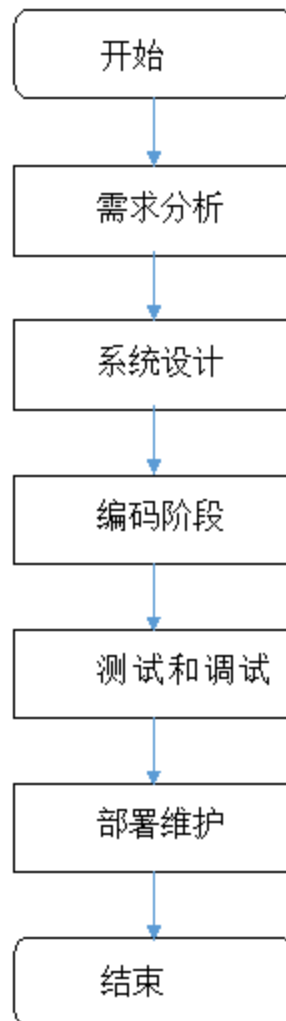 开始
需求分析
系统设计
编码阶段
测试和调试
部署维护
结束